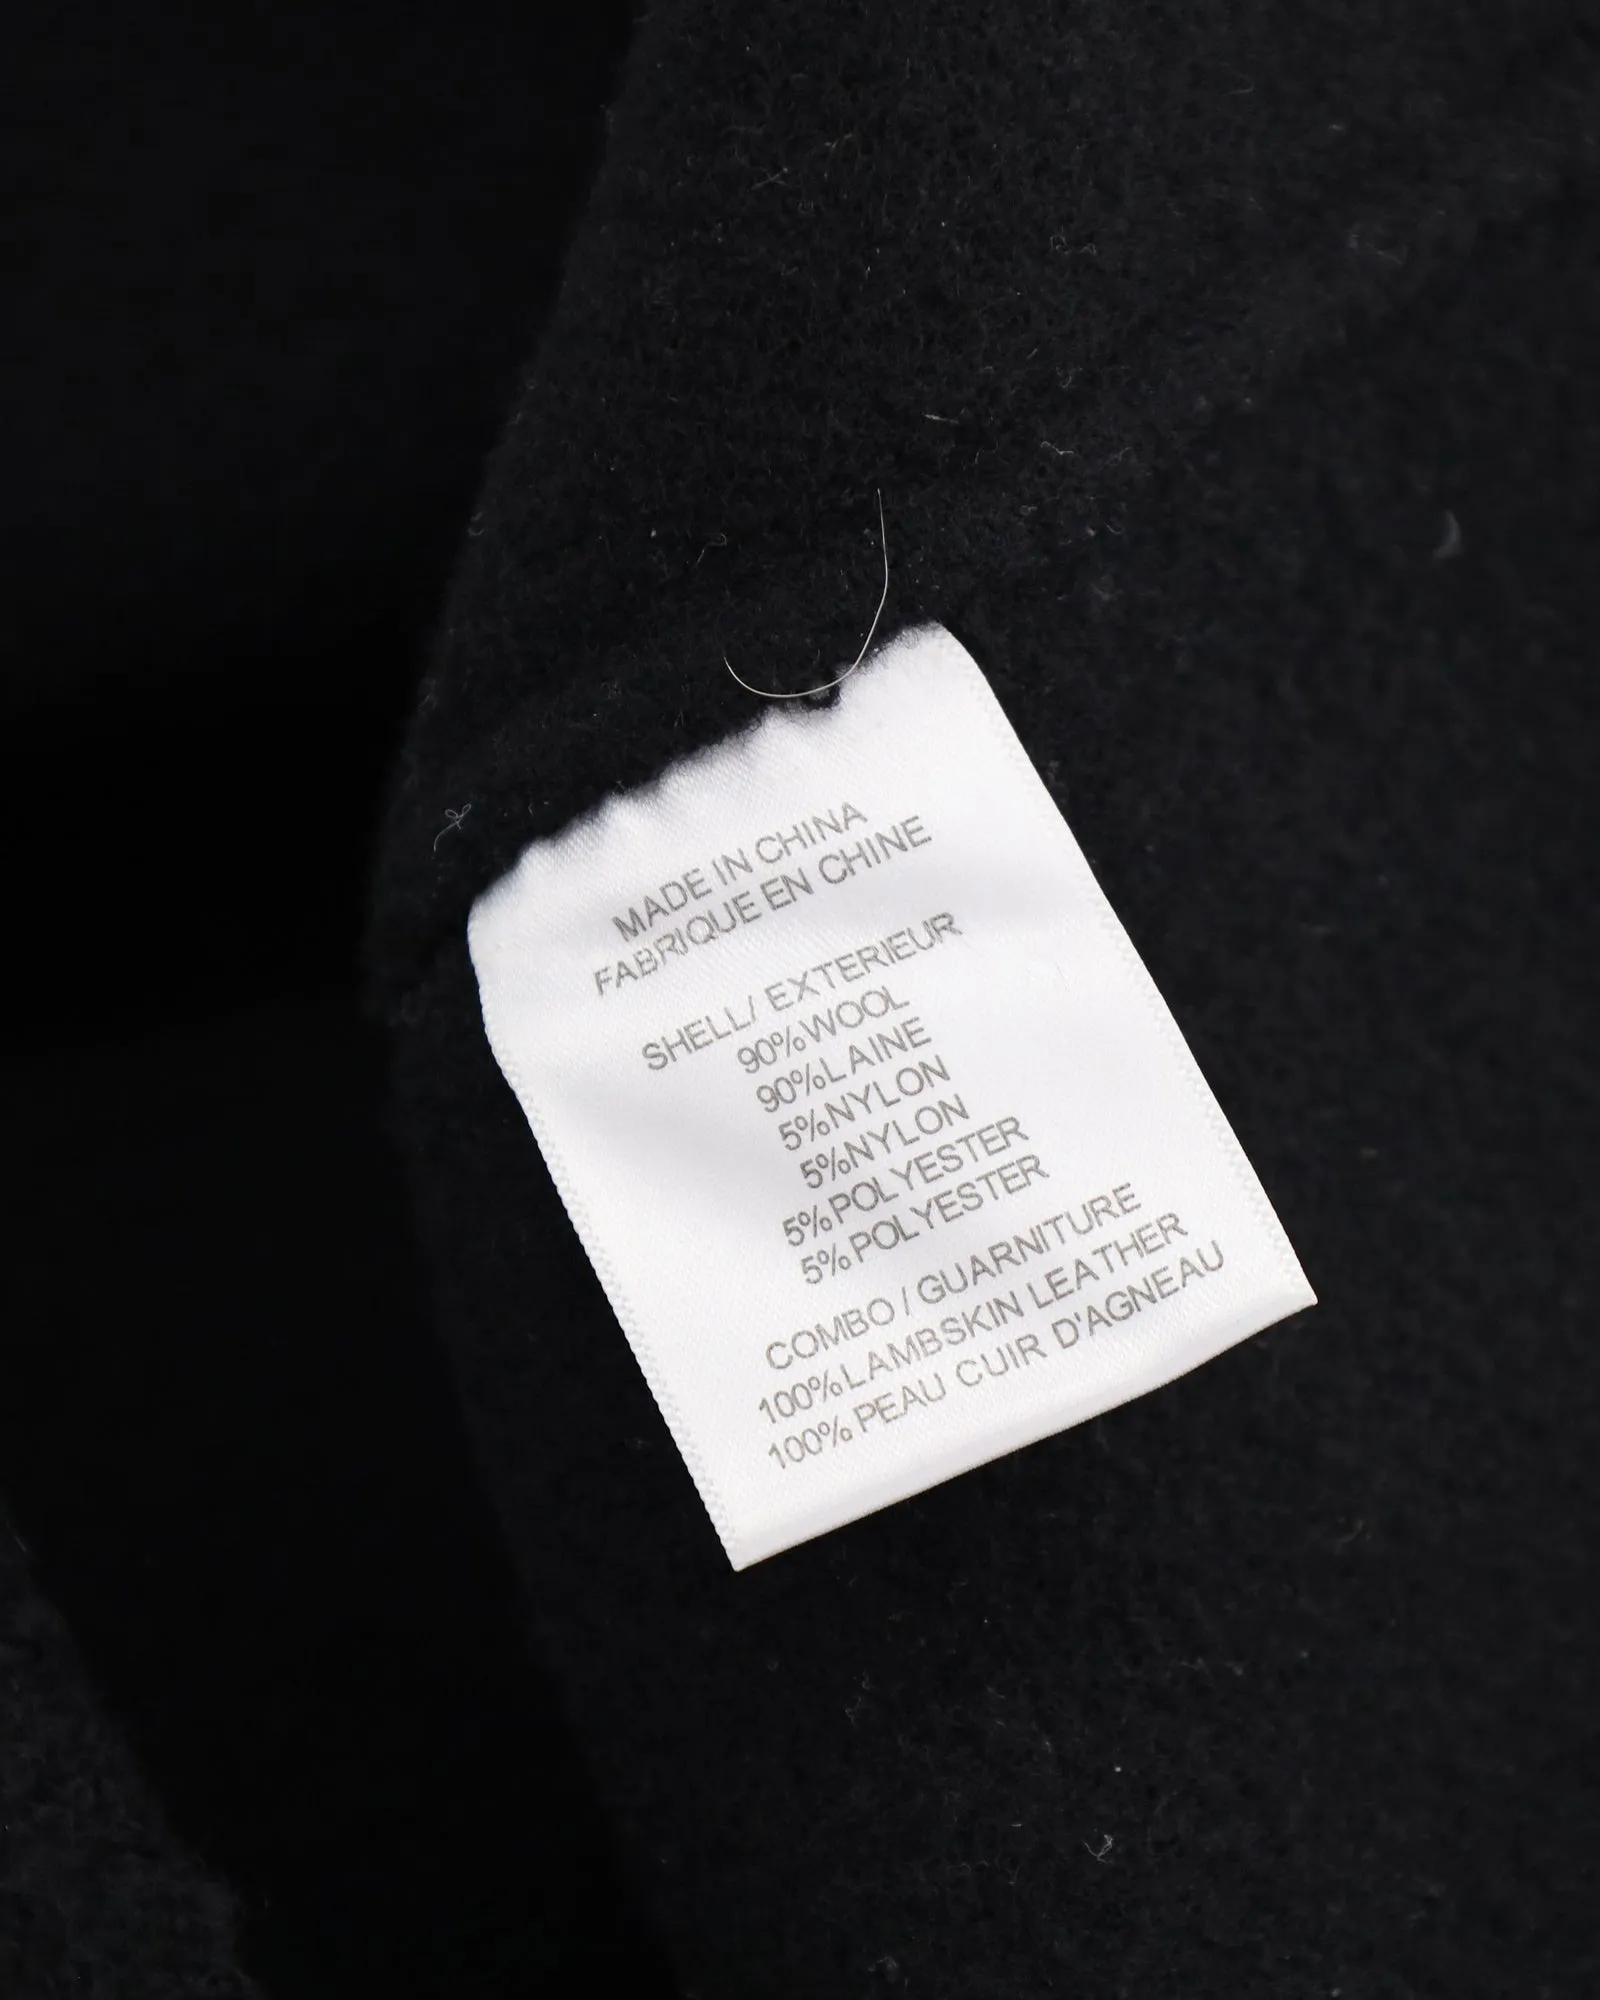 MADE IN CHINA
FABRIQUE EN CHINE
SHELL/ EXTERIEUR
90%WOOL
90%LAINE
5%NYLON
5%NYLON
5%POLYESTER
5%POLYESTER
COMBO / GUARNITURE
100%LAMBSKIN LEATHER
100%PEAU CUIR D'AGNEAU